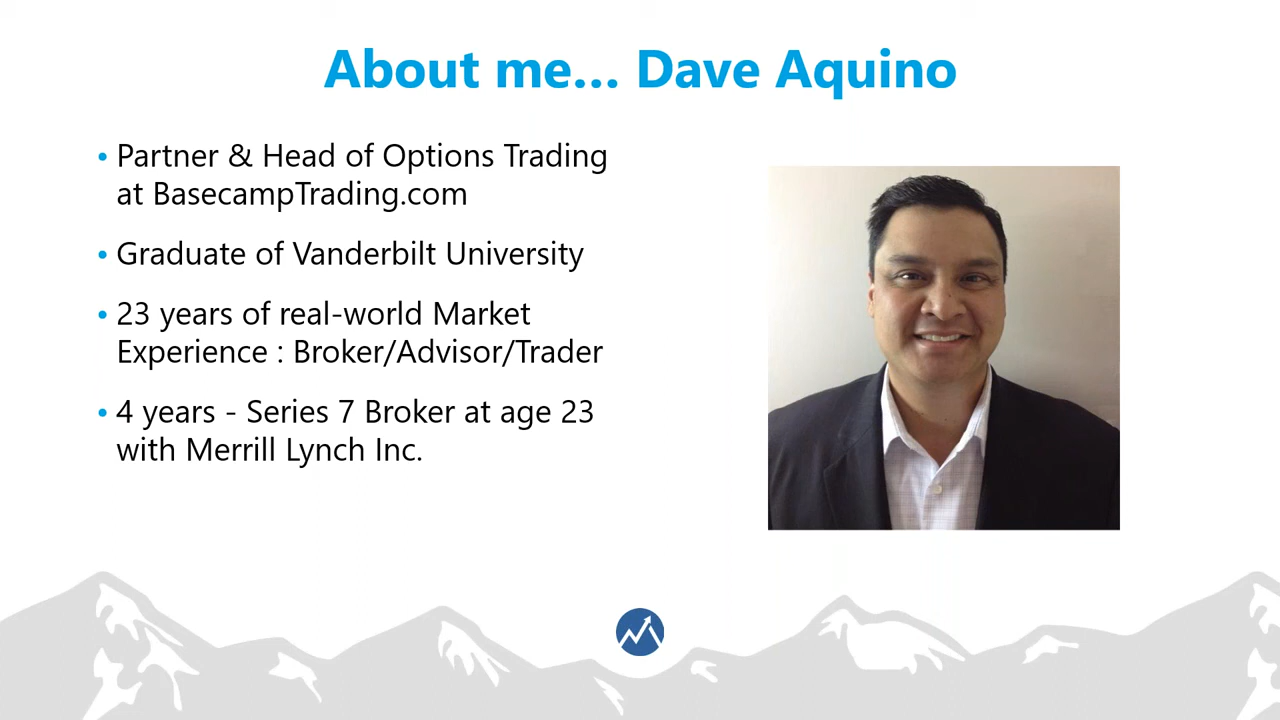 About me... Dave Aquino
• Partner & Head of Options Trading
at BasecampTrading.com
• Graduate of Vanderbilt University
• 23 years of real-world Market
Experience : Broker/Advisor/Trader
• 4 years - Series 7 Broker at age 23
with Merrill Lynch Inc.